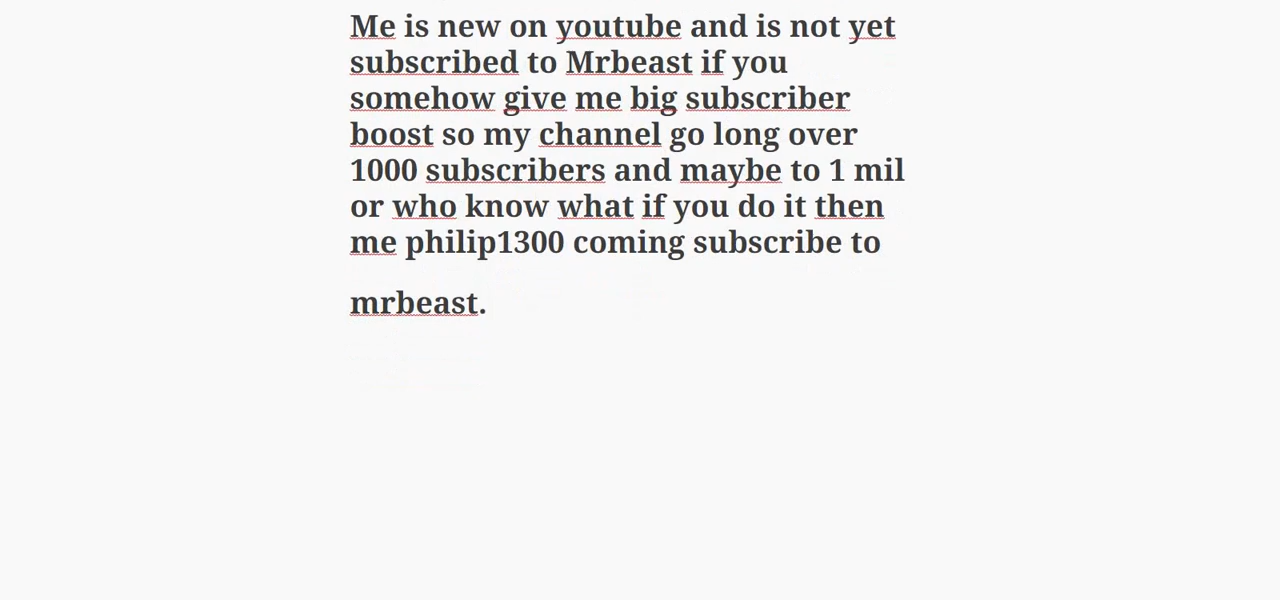 Me is new on youtube and is not yet
subscribed to Mrbeast if you
somehow give me big subscriber
boost so my channel go long over
1000 subscribers and maybe to 1 mil
or who know what if you do it then
me philip1300 coming subscribe to
mrbeast.